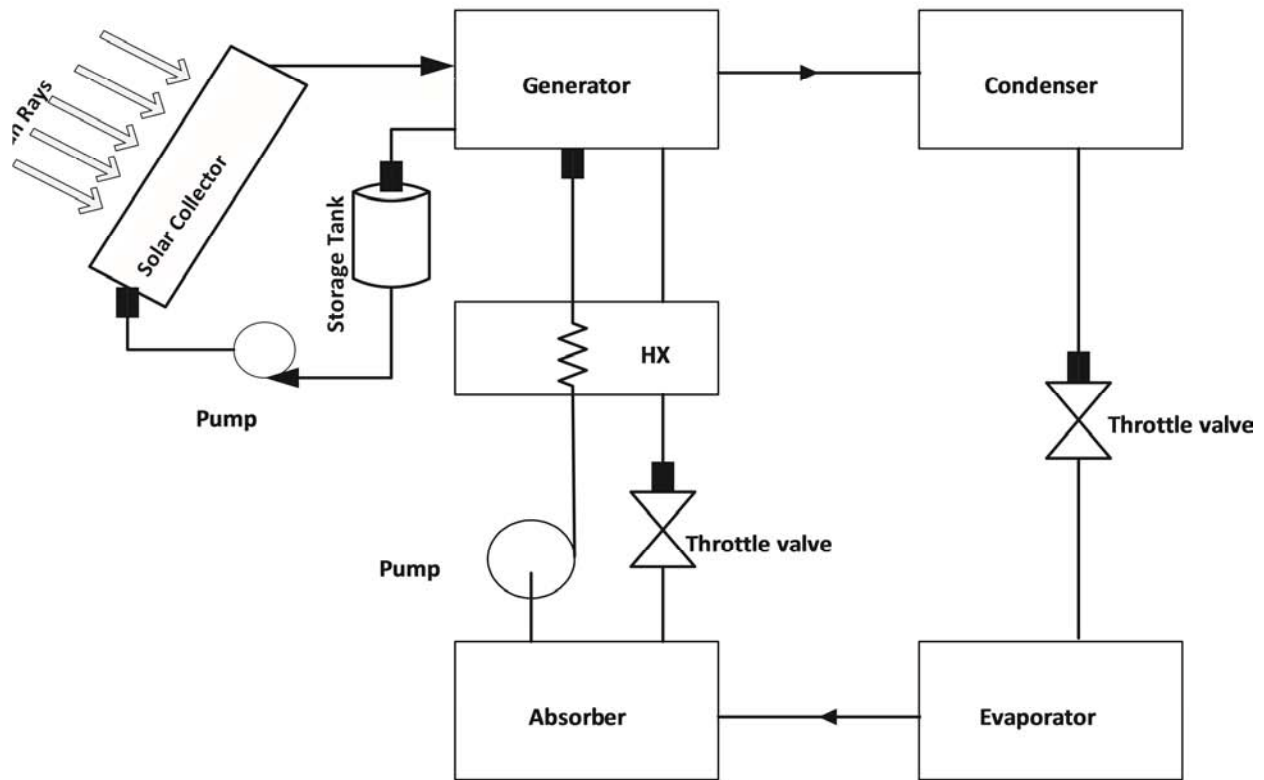 Generator
Condenser
Rays
Solar Collector
Storage Tank
HX
Pump
Throttle valve
Throttle valve
Pump
Absorber
Evaporator